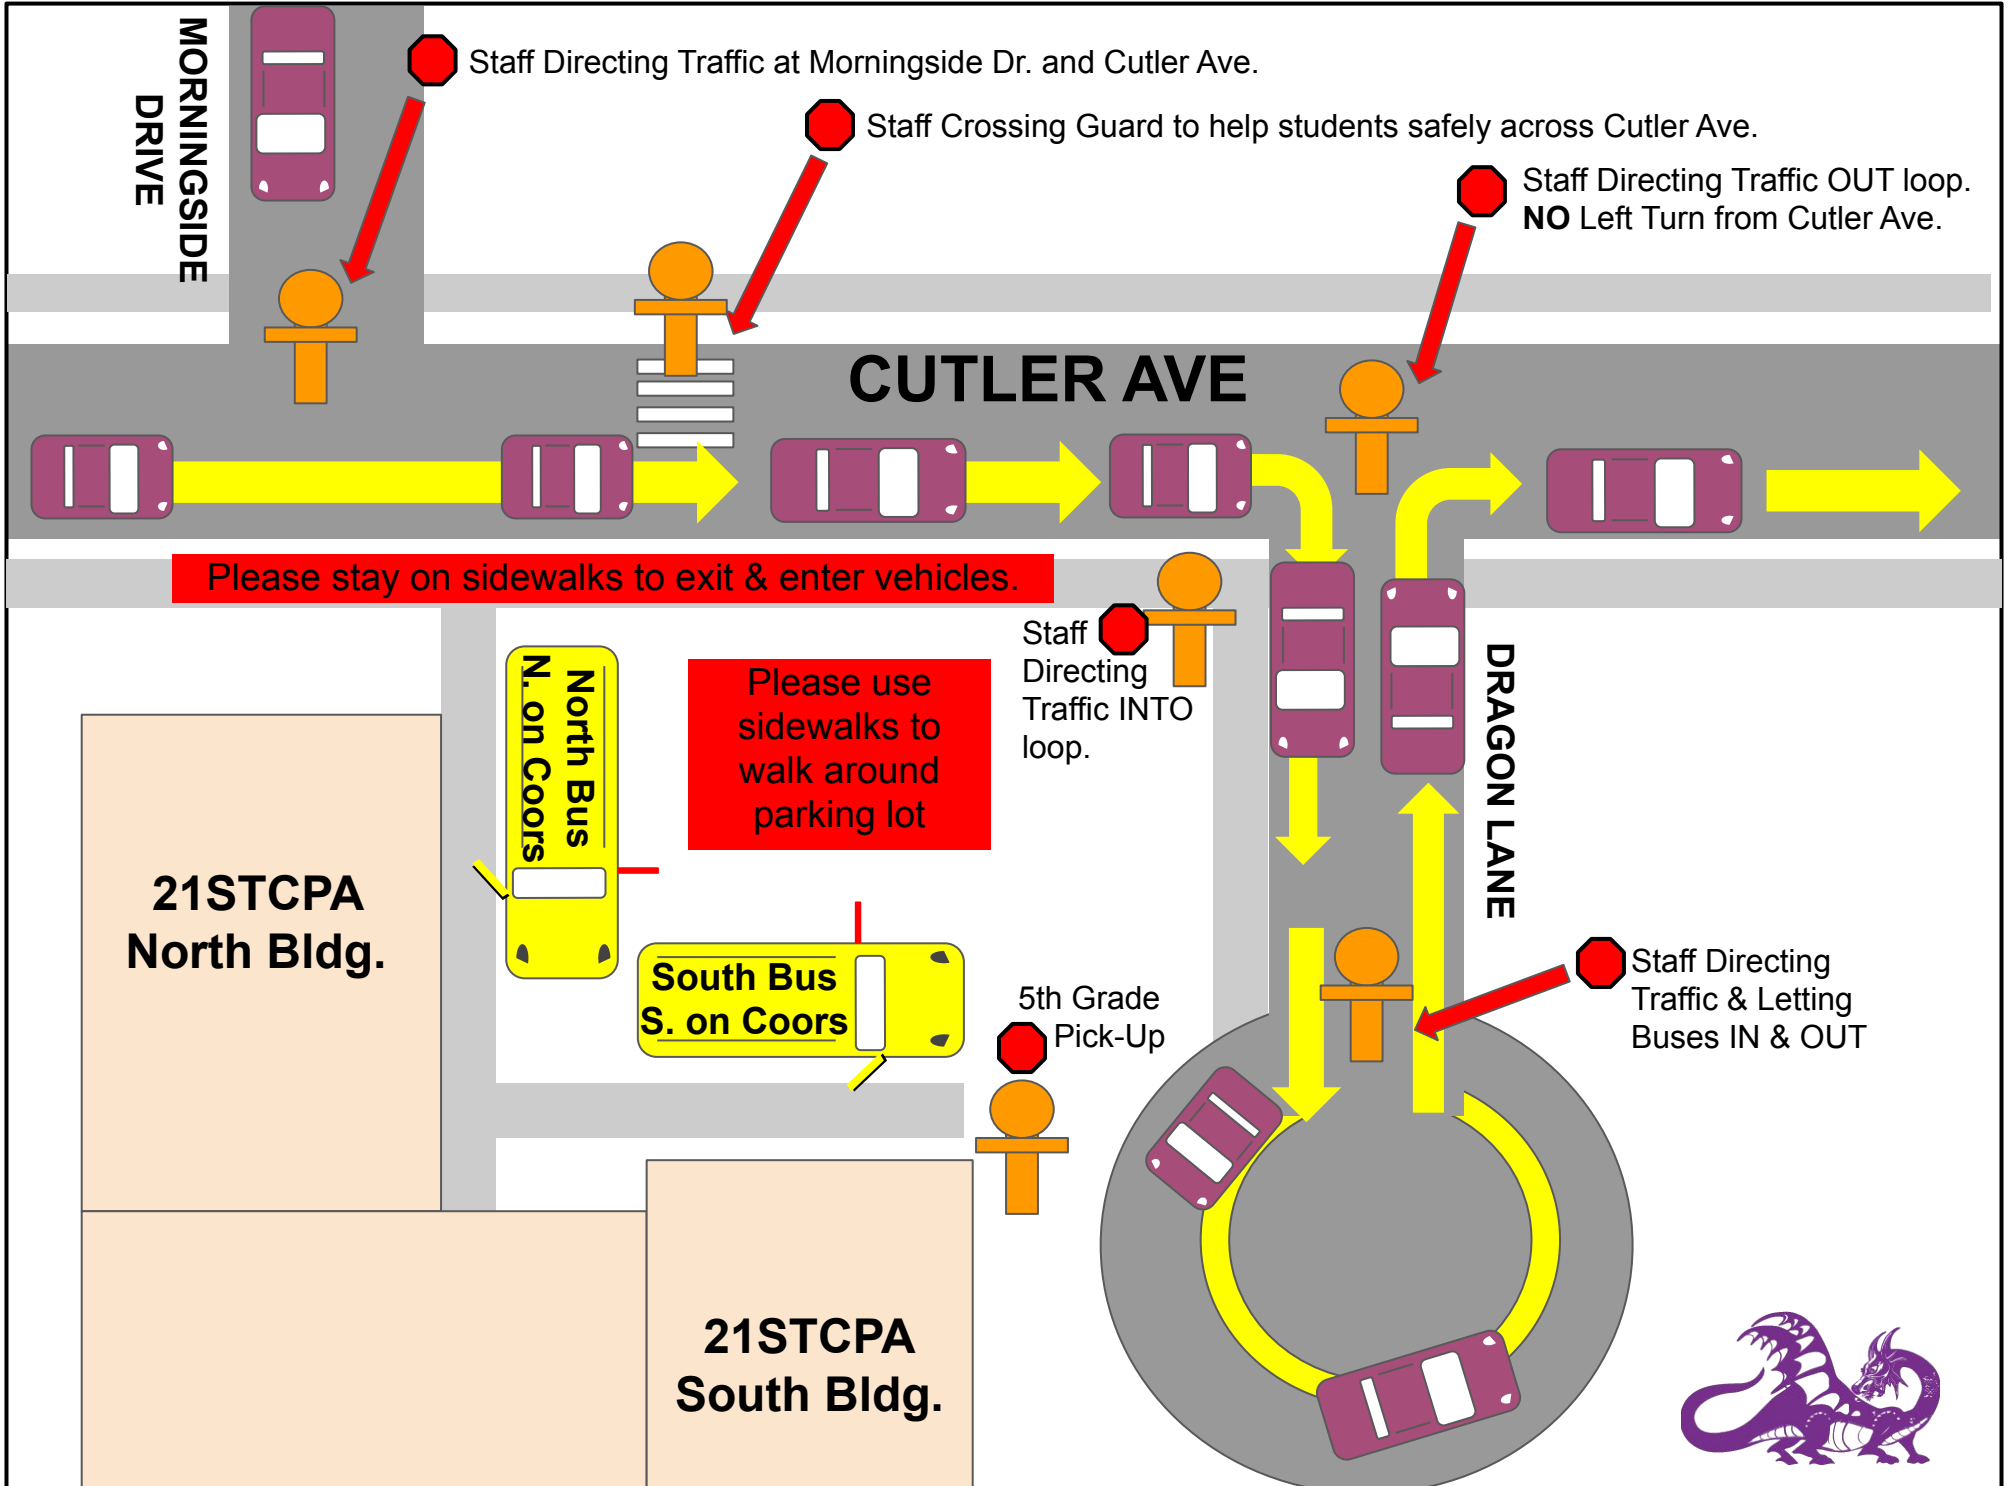 MORNINGSIDE
DRIVE
Staff Directing Traffic at Morningside Dr. and Cutler Ave.
Staff Crossing Guard to help students safely across Cutler Ave.
Staff Directing Traffic OUT loop.
NO Left Turn from Cutler Ave.
CUTLER AVE
Please stay on sidewalks to exit & enter vehicles.
Staff
Directing
Traffic INTO
loop.
North Bus
N. on Coors
Please use
sidewalks to
walk around
parking lot
DRAGON LANE
21STCPA
North Bldg.
South Bus
S. on Coors
5th Grade
Pick-Up
Staff Directing
Traffic & Letting
Buses IN & OUT
21STCPA
South Bldg.